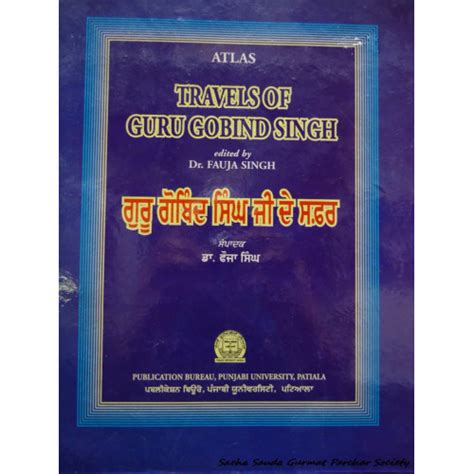 ATLAS
TRAVELS OF
GURU GOBIND SINGH
edited by
Dr. FAUJA SINGH
ਗੁਰੂ ਗੋਬਿੰਦ ਸਿੰਘ ਜੀ ਦੇ ਸਫ਼ਰ
ਸੰਪਾਦਕ
ਡਾ. ਫੌਜਾ ਸਿੰਘ
PUBLICATION BUREAU, PUNJABI UNIVERSITY, PATIALA
ਪਬਲੀਕੇਸ਼ਨ ਬਿਊਰੋ, ਪੰਜਾਬੀ ਯੂਨੀਵਰਸਿਟੀ, ਪਟਿਆਲਾ
Sacha Sauda Gurmat Parchar Society